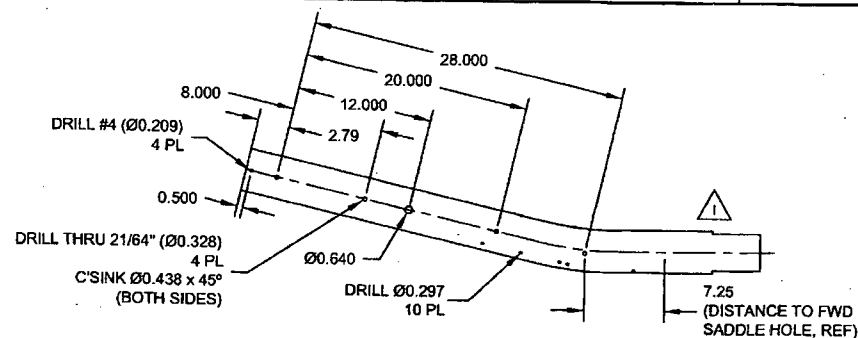 28.000
20.000
8.000
12.000
DRILL #4 (Ø0.209)
4 PL
2.79
0.500
DRILL THRU 21/64" (Ø0.328)
4 PL
C'SINK Ø0.438 x 45°
(BOTH SIDES)
Ø0.640
DRILL Ø0.297
10 PL
1
7.25
(DISTANCE TO FWD
SADDLE HOLE, REF)